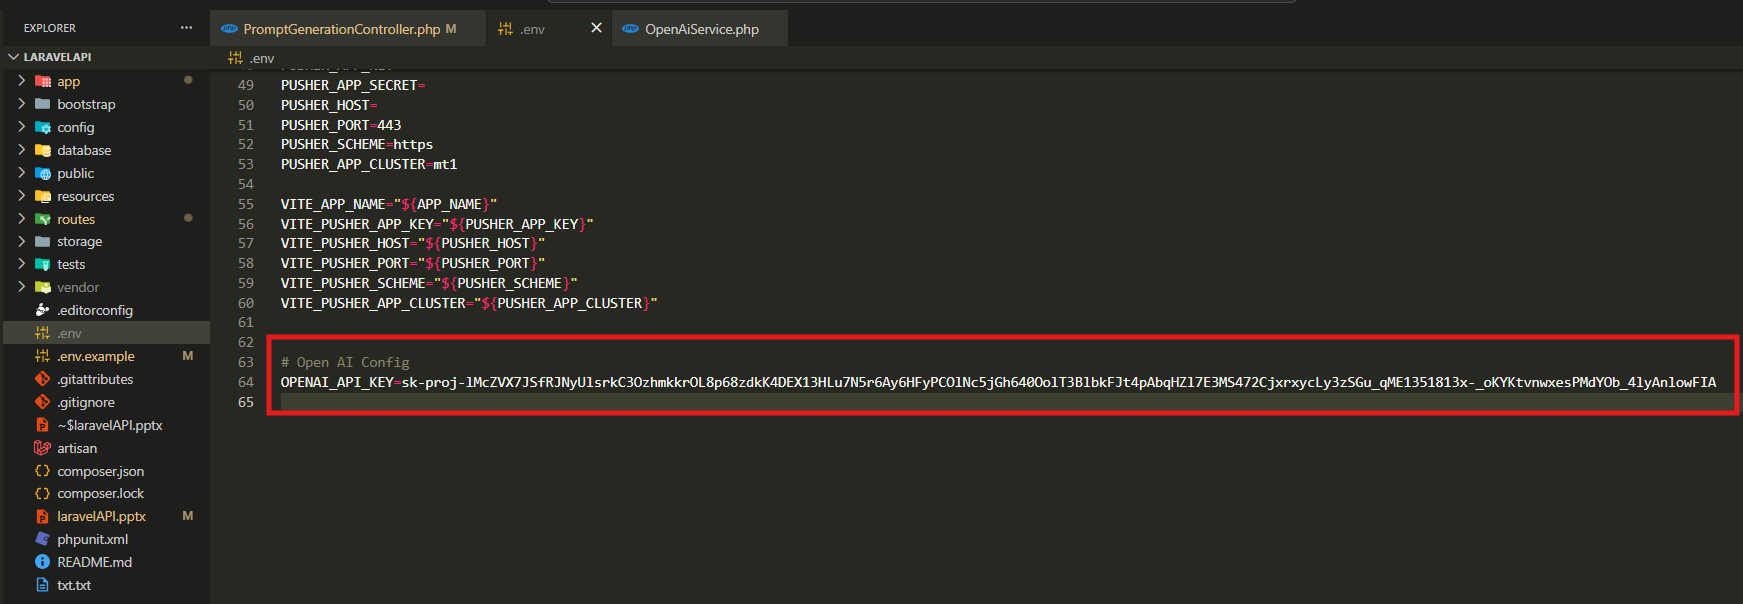 EXPLORER
LARAVELAPI
app
bootstrap
config
database
public
resources
routes
storage
tests
vendor
.editorconfig
.env
.env.example M
.gitattributes
.gitignore
~$laravelAPI.pptx
artisan
composer.json
composer.lock
laravelAPI.pptx M
phpunit.xml
README.md
txt.txt
PromptGenerationController.php M
.env
OpenAiService.php
.env
49 PUSHER_APP_SECRET=
50 PUSHER_HOST=
51 PUSHER_PORT=443
52 PUSHER_SCHEME=https
53 PUSHER_APP_CLUSTER=mt1
54
55 VITE_APP_NAME="${APP_NAME}"
56 VITE_PUSHER_APP_KEY="${PUSHER_APP_KEY}"
57 VITE_PUSHER_HOST="${PUSHER_HOST}"
58 VITE_PUSHER_PORT="${PUSHER_PORT}"
59 VITE_PUSHER_SCHEME="${PUSHER_SCHEME}"
60 VITE_PUSHER_APP_CLUSTER="${PUSHER_APP_CLUSTER}"
61
62
63 # Open AI Config
64 OPENAI_API_KEY=
65